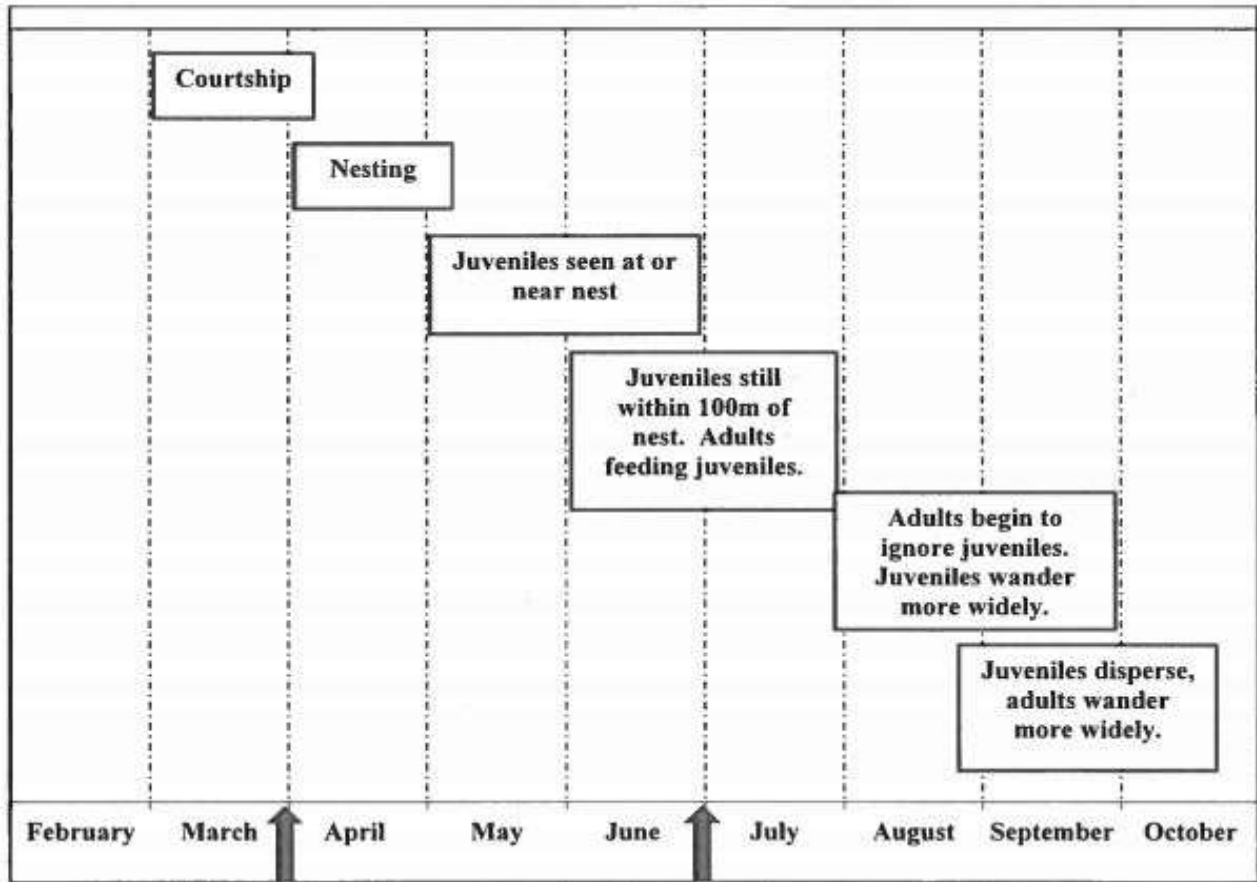 Courtship
Nesting
Juveniles seen at or
near nest
Juveniles still
within 100m of
nest. Adults
feeding juveniles.
Adults begin to
ignore juveniles.
Juveniles wander
more widely.
Juveniles disperse,
adults wander
more widely.
February March April May June July August September October